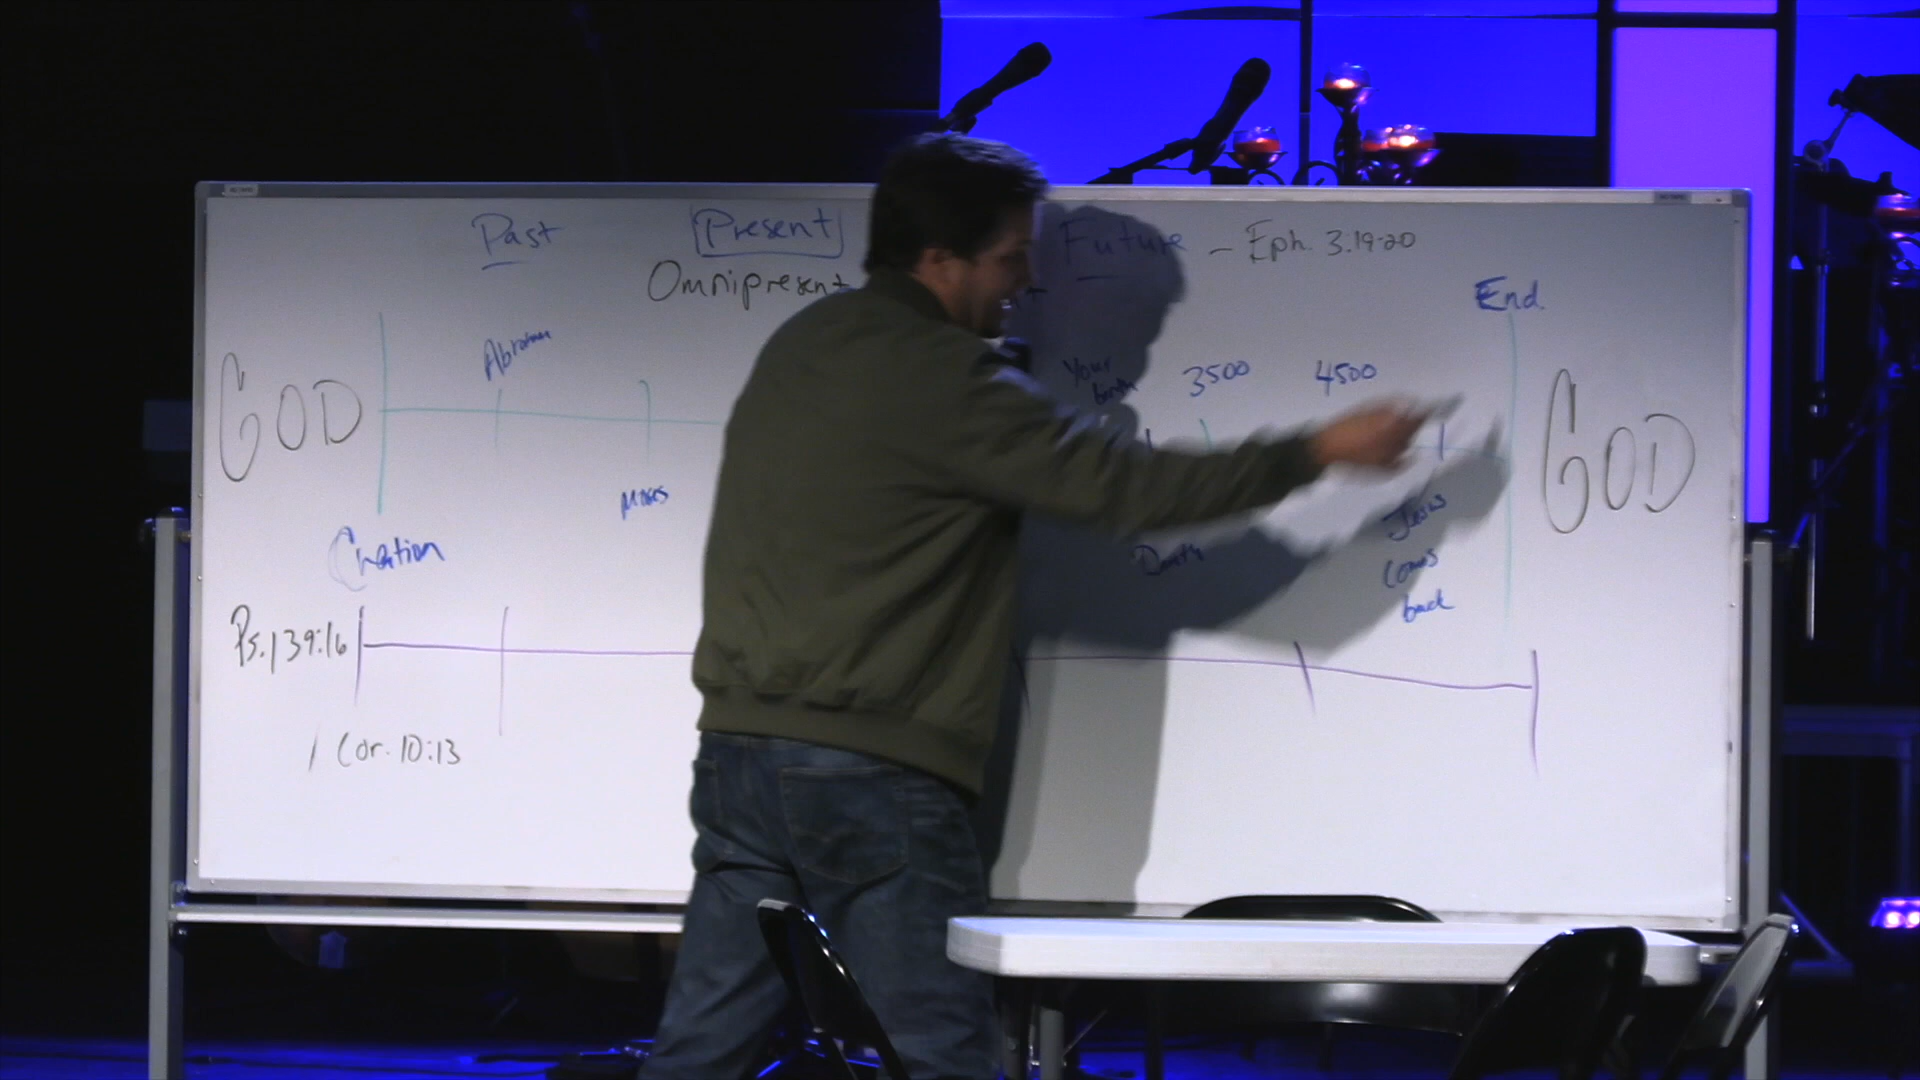 Past Present Future - Eph. 3:19-20
Omnipresent
End.
Abraham
Your birth 3500 4500
GOD GOD
Moses
Jesus
Creation Death comes
back
Ps. 139:16
1 Cor. 10:13